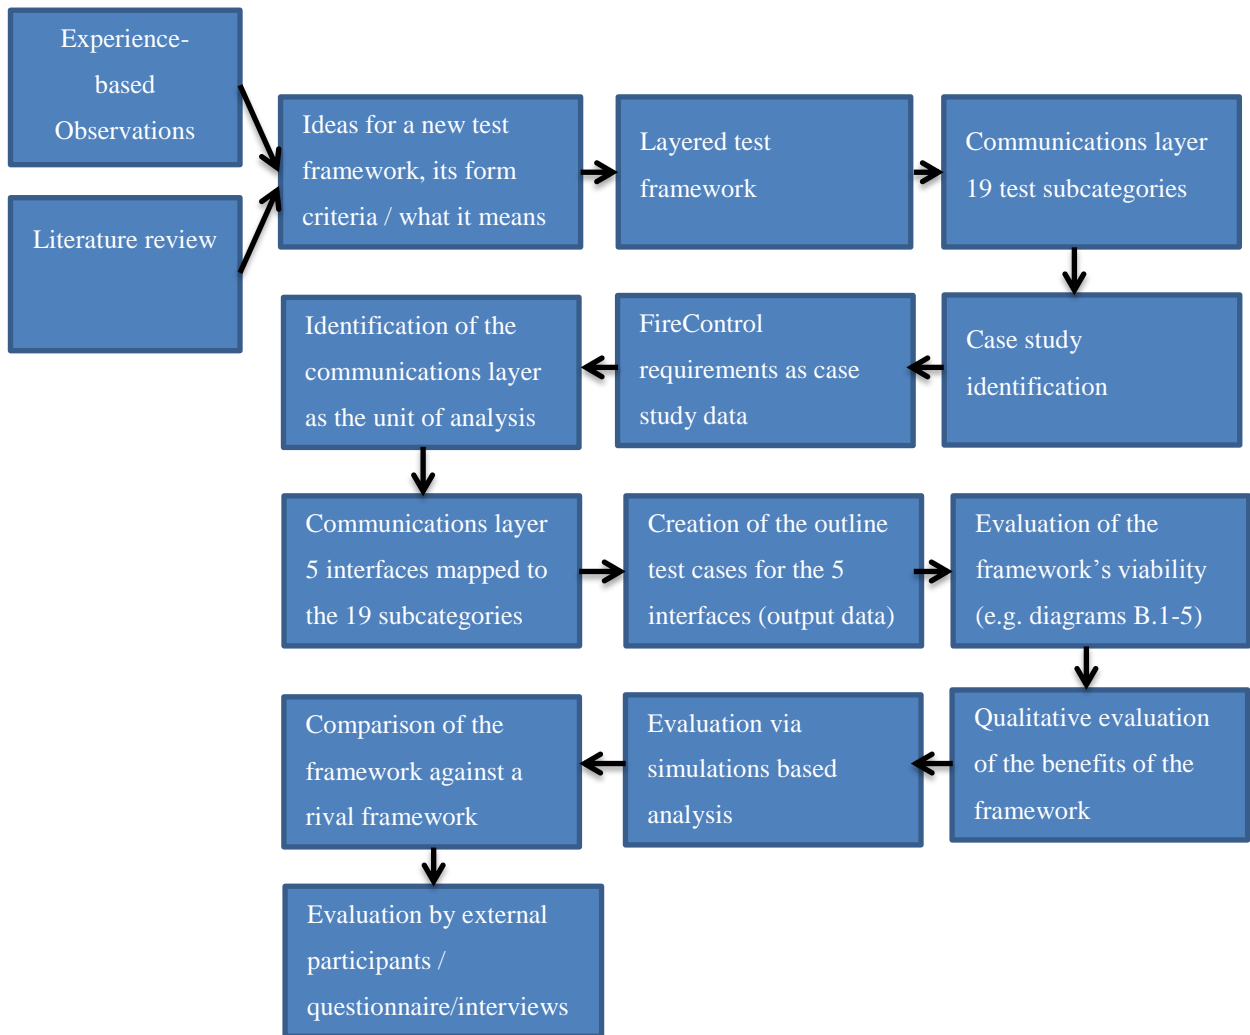 Experience-
based
Observations
Literature review
Ideas for a new test
framework, its form
criteria / what it means
Layered test
framework
Communications layer
19 test subcategories
Case study
identification
FireControl
requirements as case
study data
Identification of the
communications layer
as the unit of analysis
Communications layer
5 interfaces mapped to
the 19 subcategories
Creation of the outline
test cases for the 5
interfaces (output data)
Evaluation of the
framework’s viability
(e.g. diagrams B.1-5)
Qualitative evaluation
of the benefits of the
framework
Evaluation via
simulations based
analysis
Comparison of the
framework against a
rival framework
Evaluation by external
participants /
questionnaire/interviews